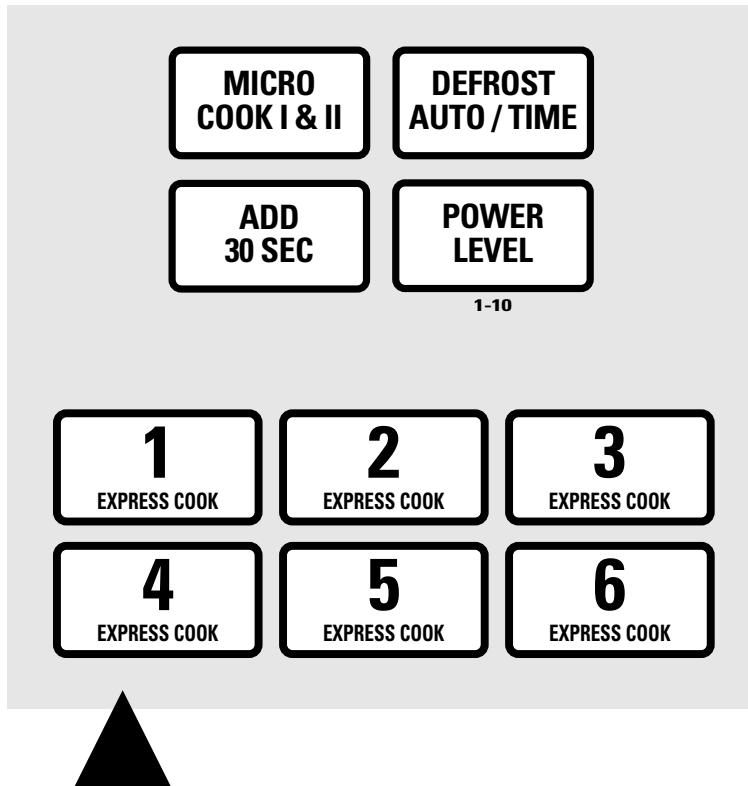 MICRO
COOK I & II
DEFROST
AUTO / TIME
ADD
30 SEC
POWER
LEVEL
1-10
1
EXPRESS COOK
2
EXPRESS COOK
3
EXPRESS COOK
4
EXPRESS COOK
5
EXPRESS COOK
6
EXPRESS COOK